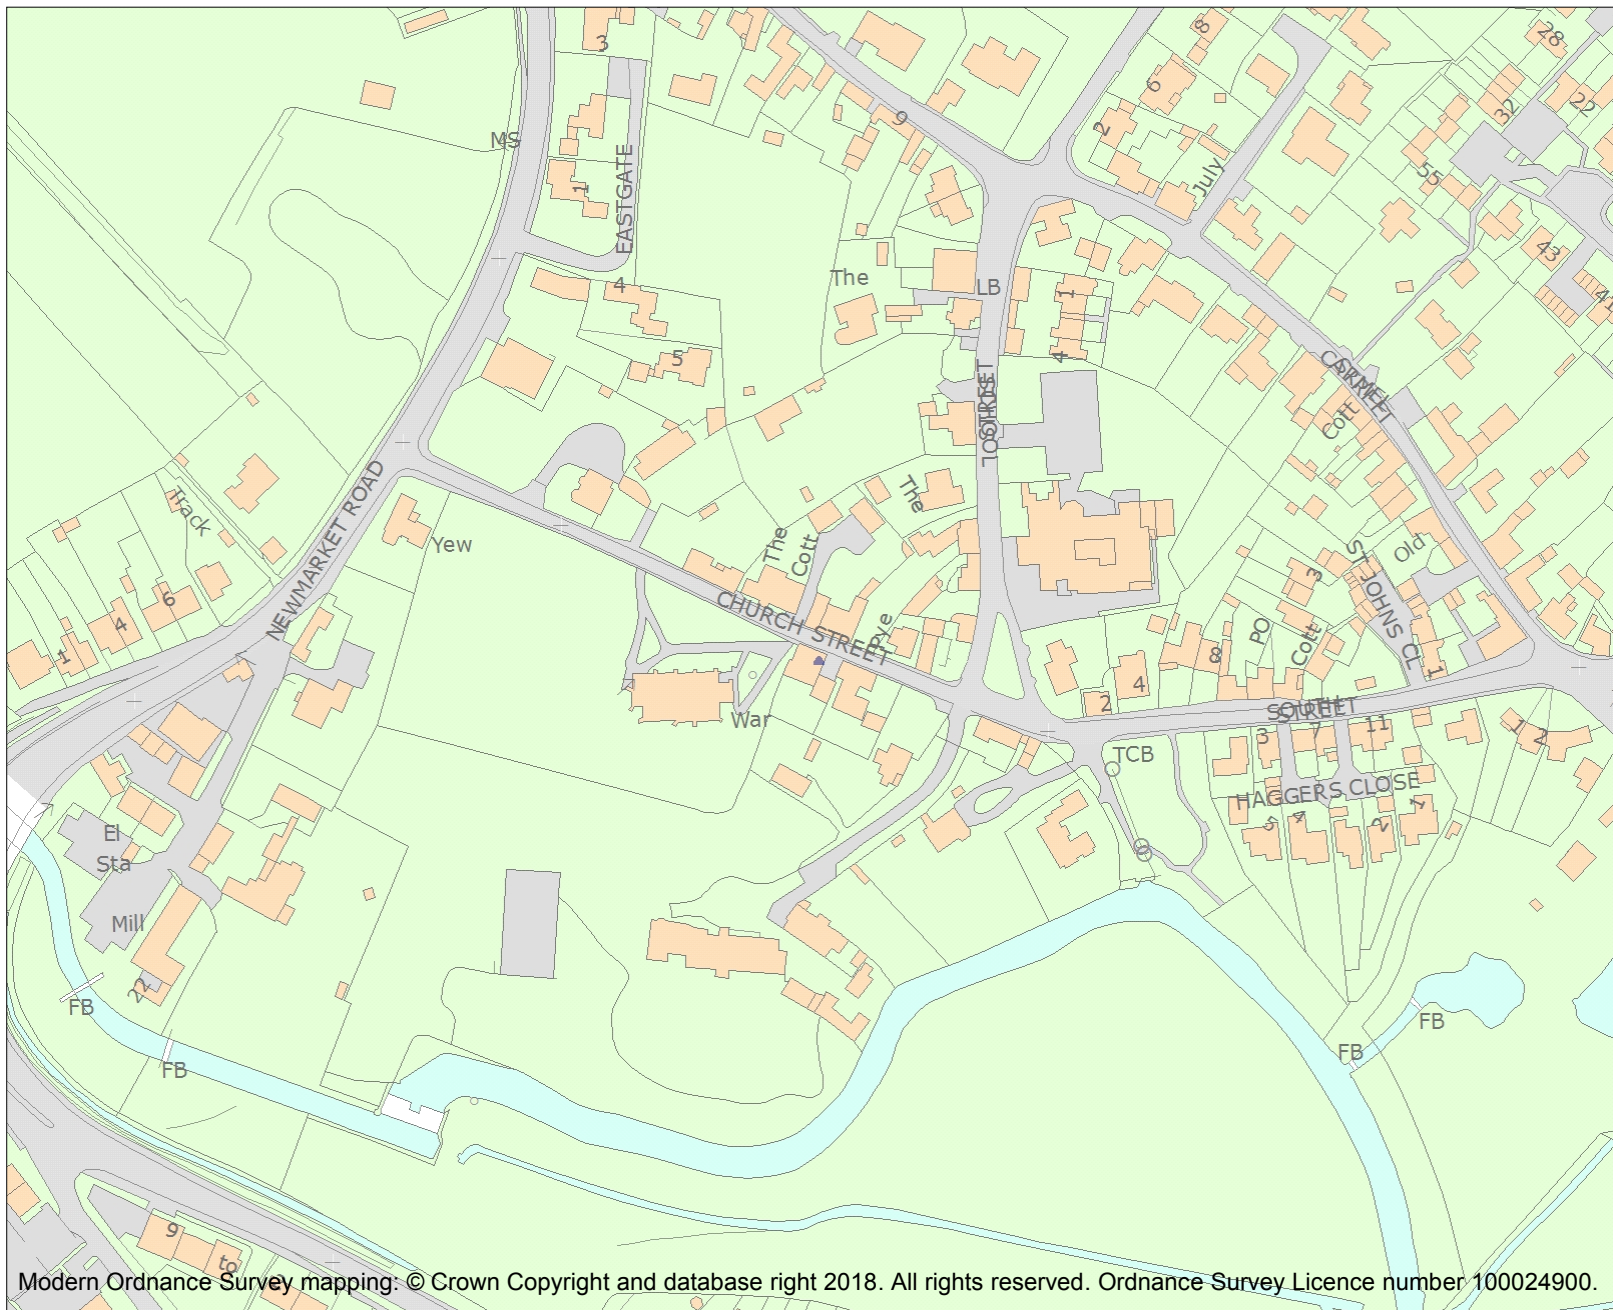 3
8
28
6
MS
9
2
32
22
1
EASTGATE
July
55
The
43
4
LB
1
41
5
4
CARMEL
STREET
SCHOOL
STREET
Cott
Track
The
NEWMARKET ROAD
Yew
The
Cott
Old
ST JOHNS CL
3
6
4
1
CHURCH STREET
Pye
PO
Cott
8
1
4
2
War
SOUTH
STREET
3
7
11
1
2
TCB
HAGGERS CLOSE
5
4
2
1
El
Sta
Mill
22
FB
FB
FB
FB
9
to
Modern Ordnance Survey mapping: © Crown Copyright and database right 2018. All rights reserved. Ordnance Survey Licence number 100024900.